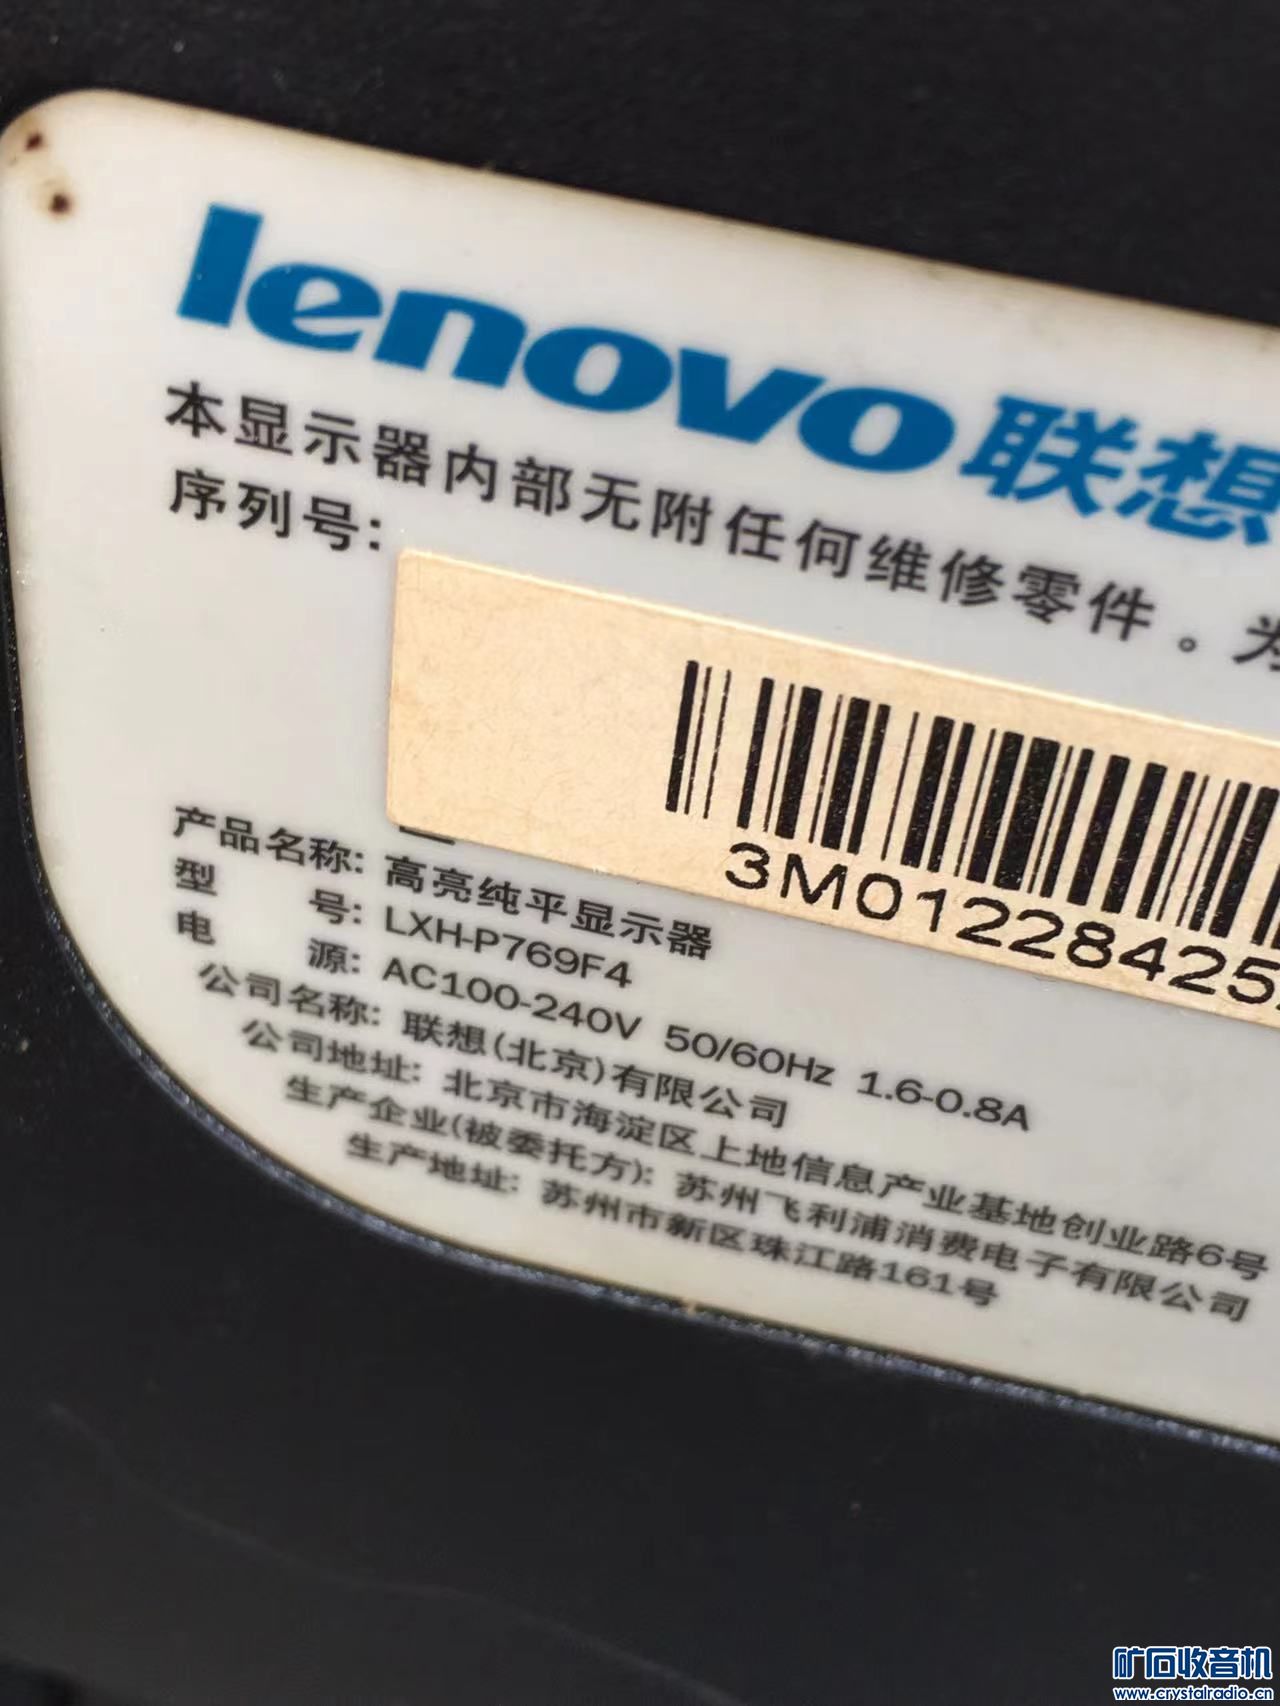 lenovo联想
本显示器内部无附任何维修零件。为
序列号:
3M01228425
产品名称: 高亮纯平显示器
型 号: LXH-P769F4
电 源: AC100-240V 50/60Hz 1.6-0.8A
公司名称: 联想(北京)有限公司
公司地址: 北京市海淀区上地信息产业基地创业路6号
生产企业(被委托方): 苏州飞利浦消费电子有限公司
生产地址: 苏州市新区珠江路161号
矿石收音机
www.crystalradio.cn